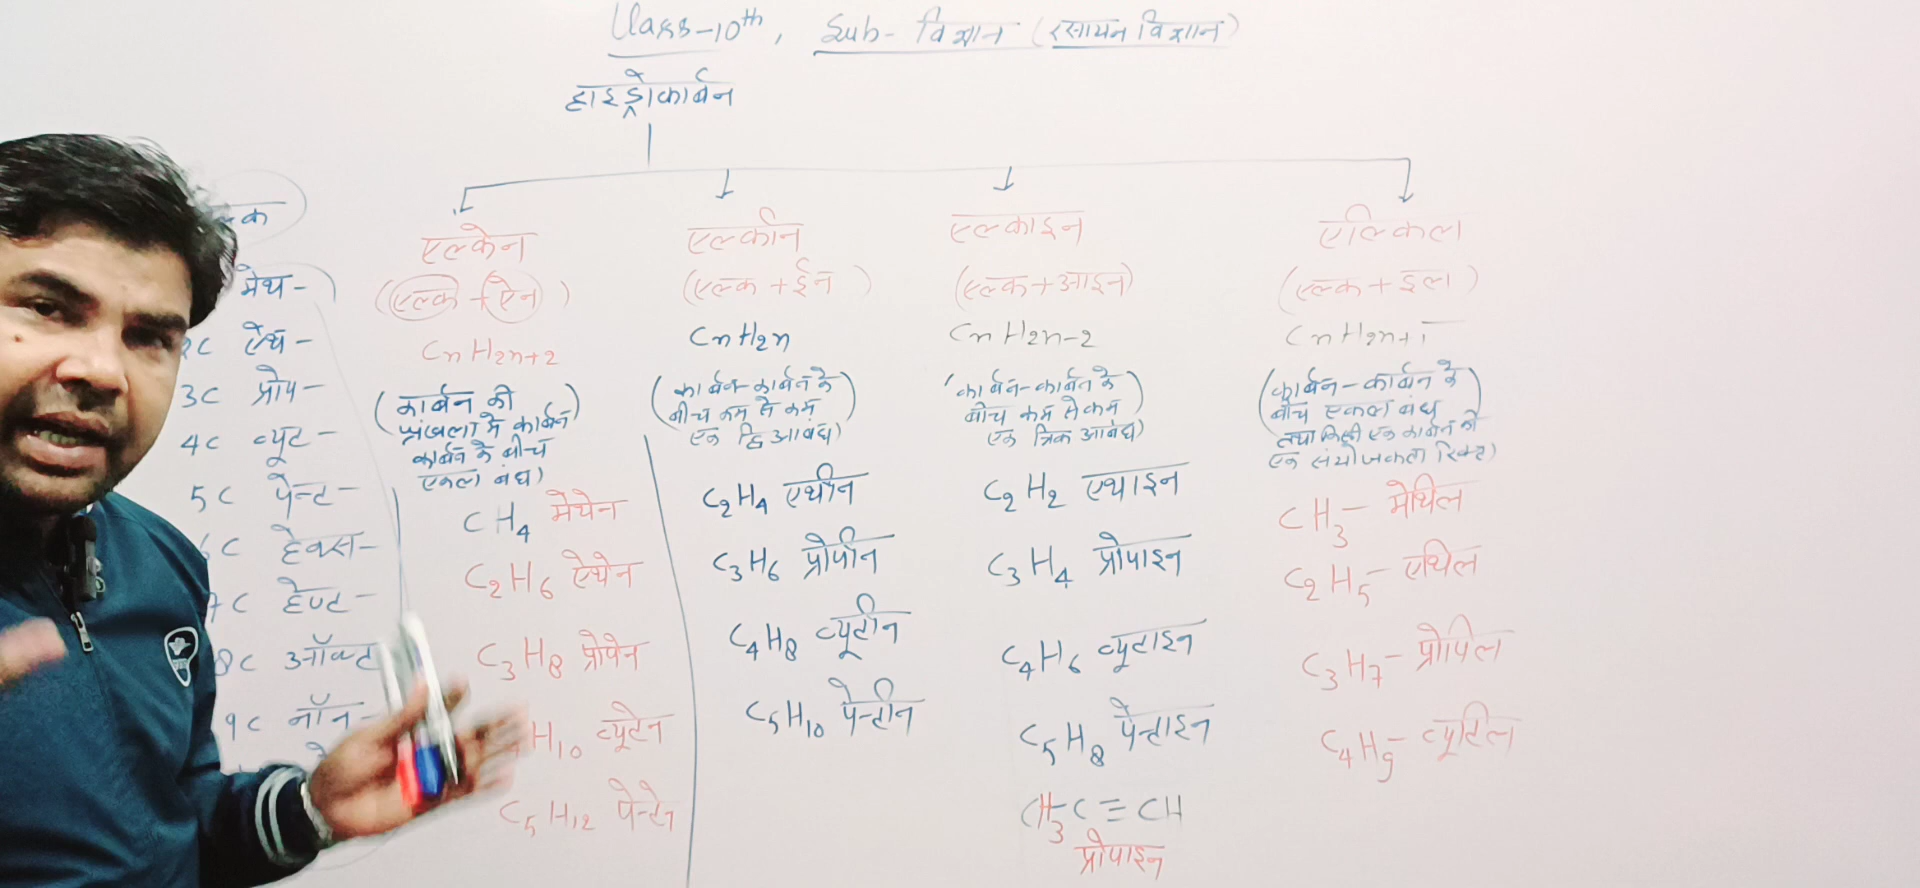 Class-10th, Sub- विज्ञान (रसायन विज्ञान)
हाइड्रोकार्बन
एल्केन
(एल्क + ऐन)
CnH2n+2
(कार्बन की
श्रृंखला में कार्बन
कार्बन के बीच
एकल बंध)
CH4 मेथेन
C2H6 ऐथेन
C3H8 प्रोपेन
H10 ब्यूटेन
C5H12 पेन्टेन
एल्कीन
(एल्क + ईन)
CnH2n
(कार्बन-कार्बन के
बीच कम से कम
एक द्वि आबंध)
C2H4 एथीन
C3H6 प्रोपीन
C4H8 ब्यूटीन
C5H10 पेन्टीन
एल्काइन
(एल्क+आइन)
CnH2n-2
(कार्बन-कार्बन के
बीच कम से कम
एक त्रिक आबंध)
C2H2 एथाइन
C3H4 प्रोपाइन
C4H6 ब्यूटाइन
C5H8 पेन्टाइन
CH3-C≡CH
प्रोपाइन
एल्किल
(एल्क + इल)
CnH2n+1
(कार्बन-कार्बन के
बीच एकल बंध
तथा किसी एक कार्बन की
एक संयोजकता रिक्त)
CH3- मेथिल
C2H5- एथिल
C3H7- प्रोपिल
C4H9- ब्यूटिल
मेथ-
2C ऐथ-
3C प्रोप-
4C ब्यूट-
5C पेन्ट-
6C हेक्स-
7C हेप्ट-
8C ऑक्ट
9C नॉन-